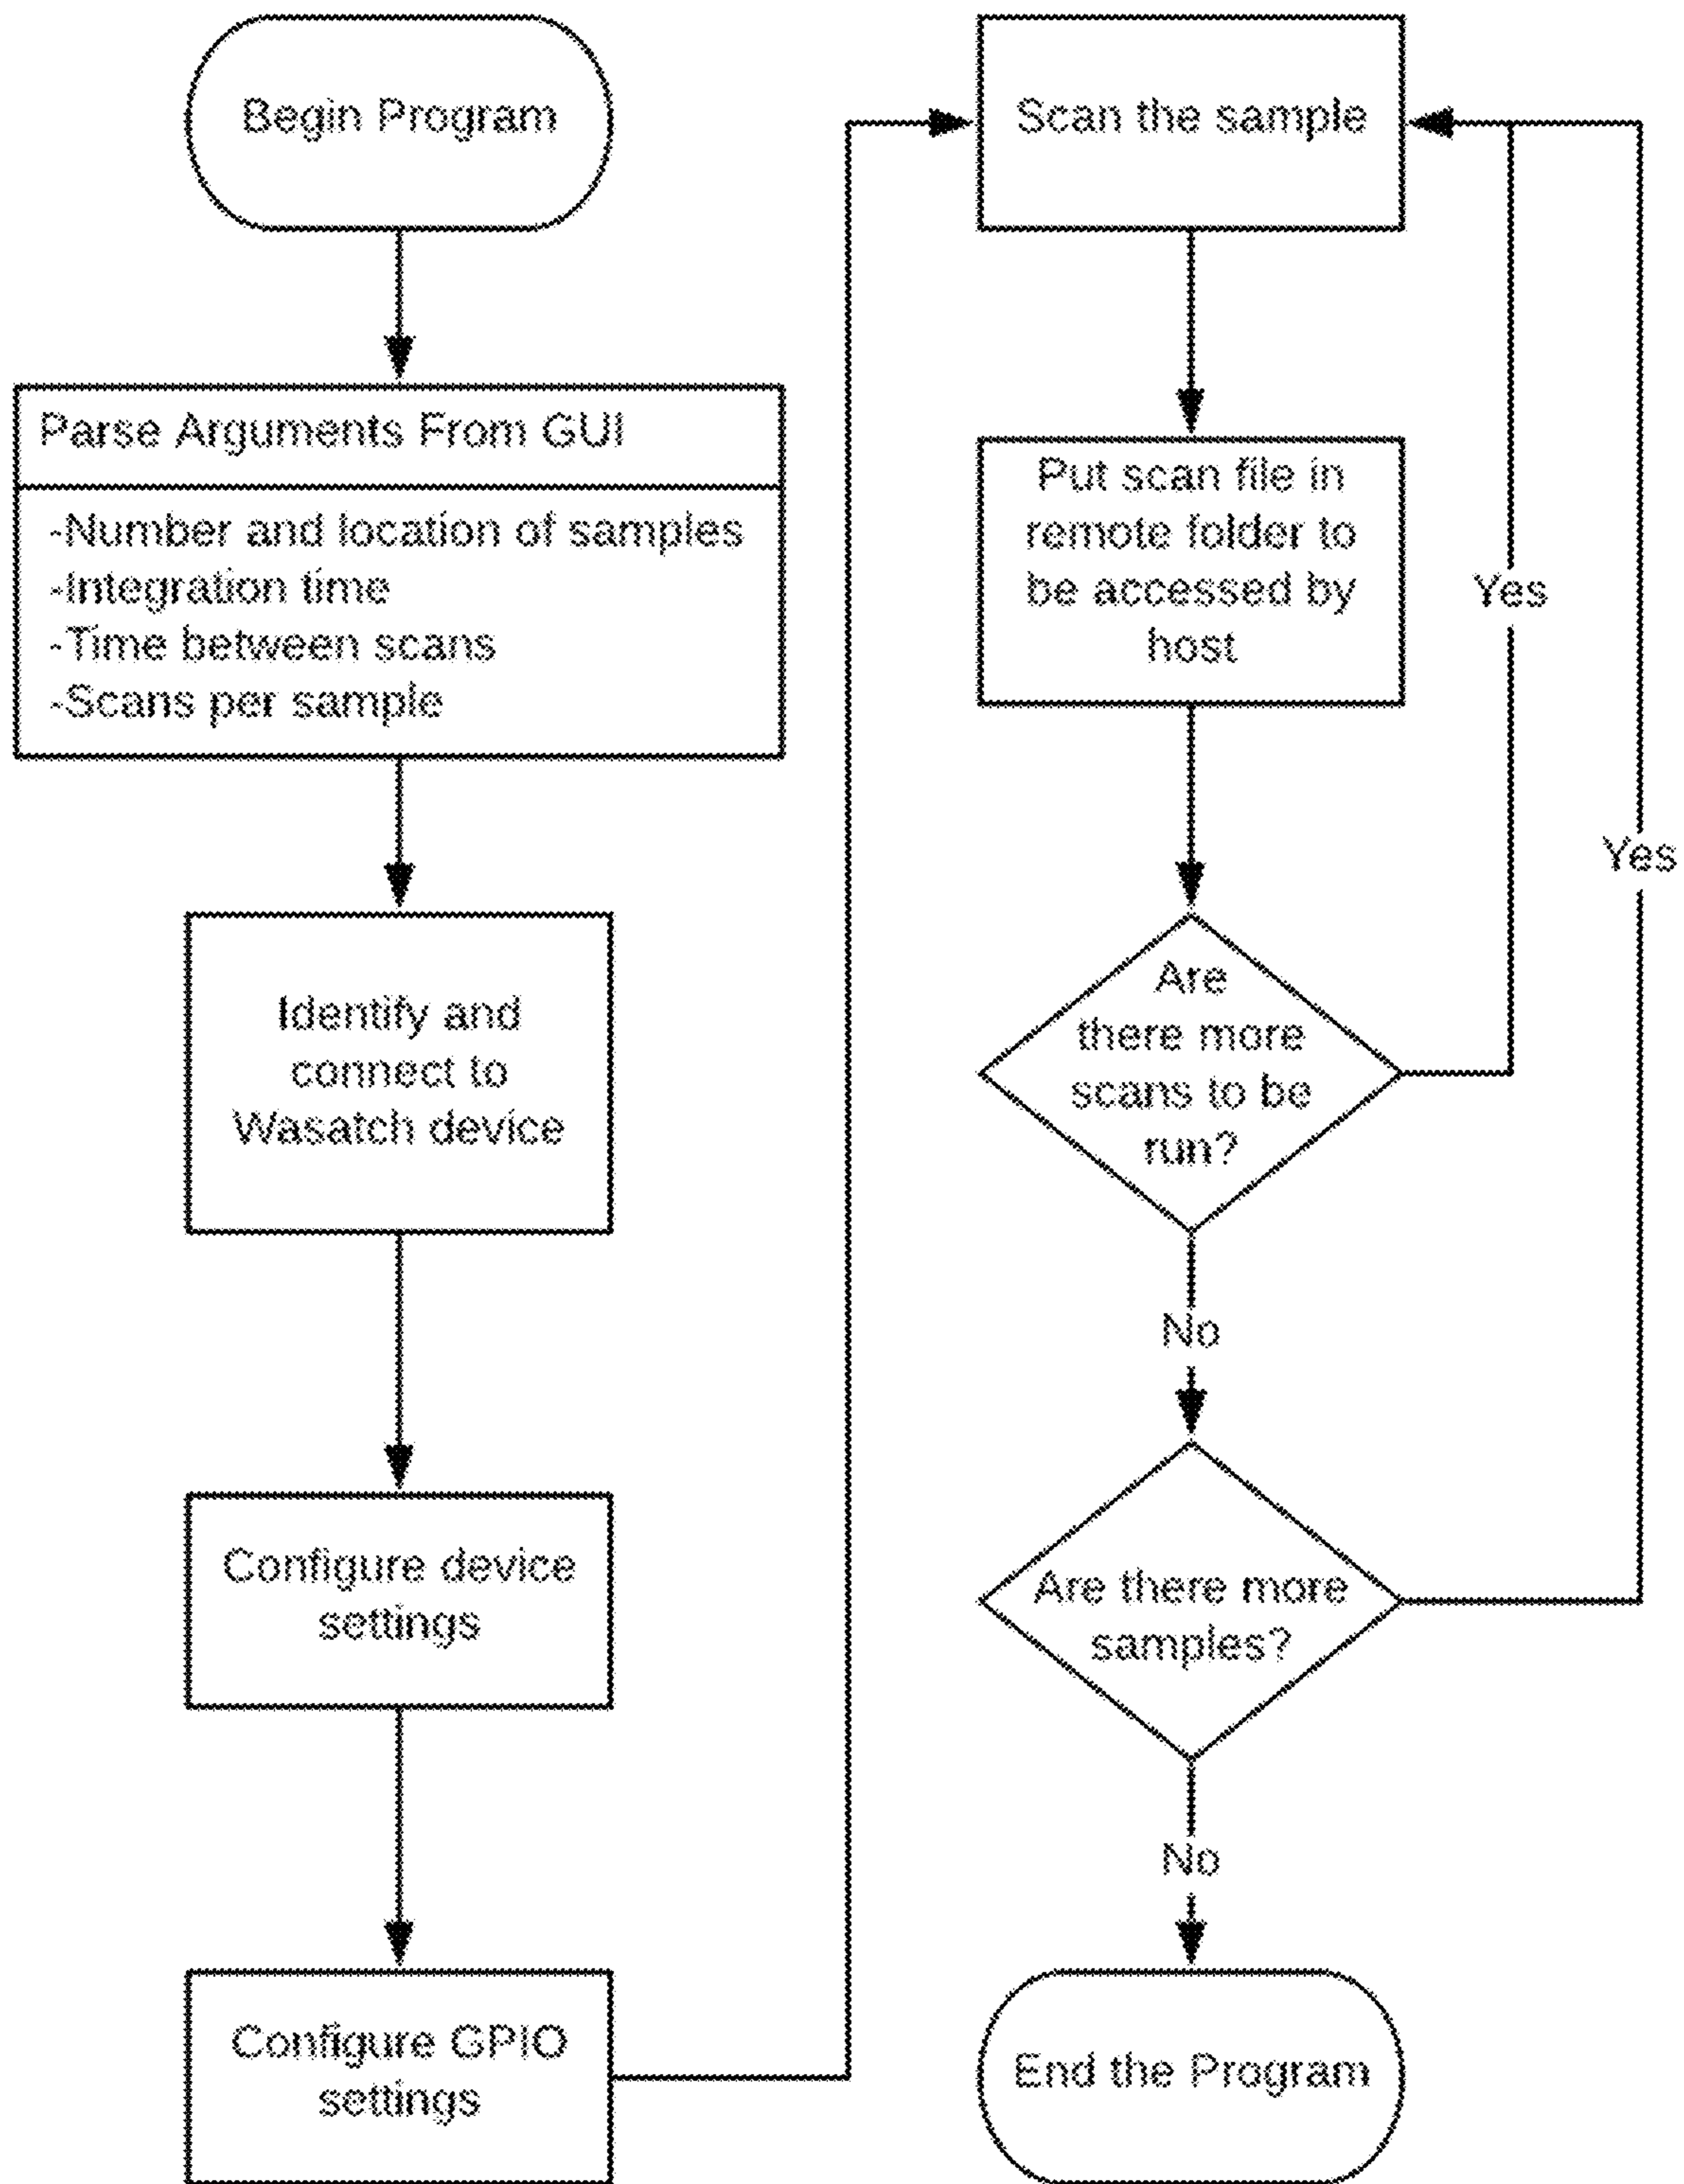 Begin Program
Parse Arguments From GUI
-Number and location of samples
-Integration time
-Time between scans
-Scans per sample
Identify and
connect to
Wasatch device
Configure device
settings
Configure GPIO
settings
Scan the sample
Put scan file in
remote folder to
be accessed by
host
Are
there more
scans to be
run?
Yes
No
Are there more
samples?
Yes
No
End the Program